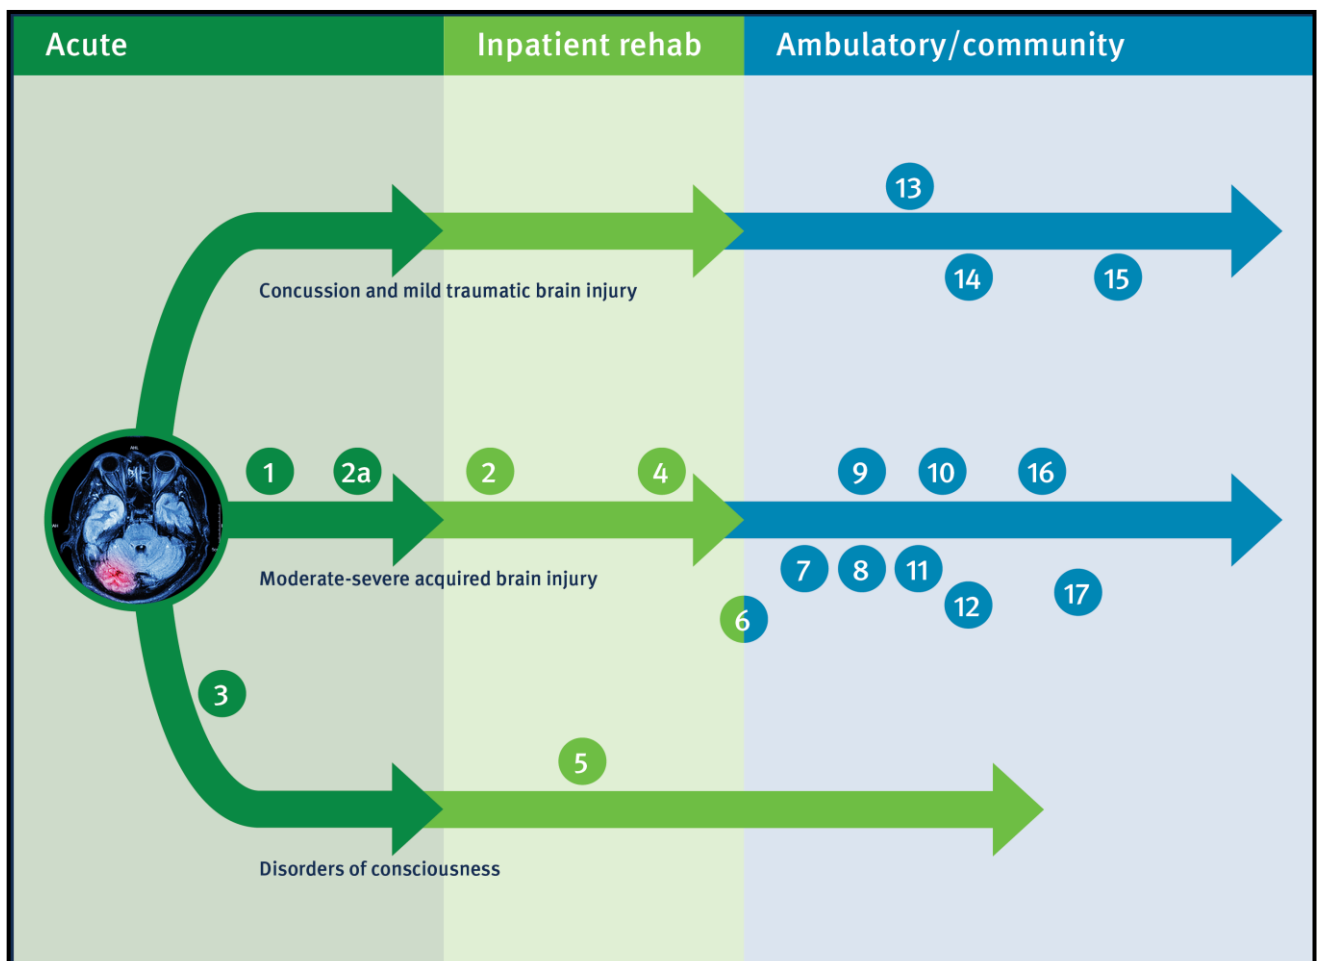 Acute
Inpatient rehab
Ambulatory/community
13
Concussion and mild traumatic brain injury
14
15
1
2a
2
4
9
10
16
Moderate-severe acquired brain injury
7
8
11
12
17
6
3
5
Disorders of consciousness